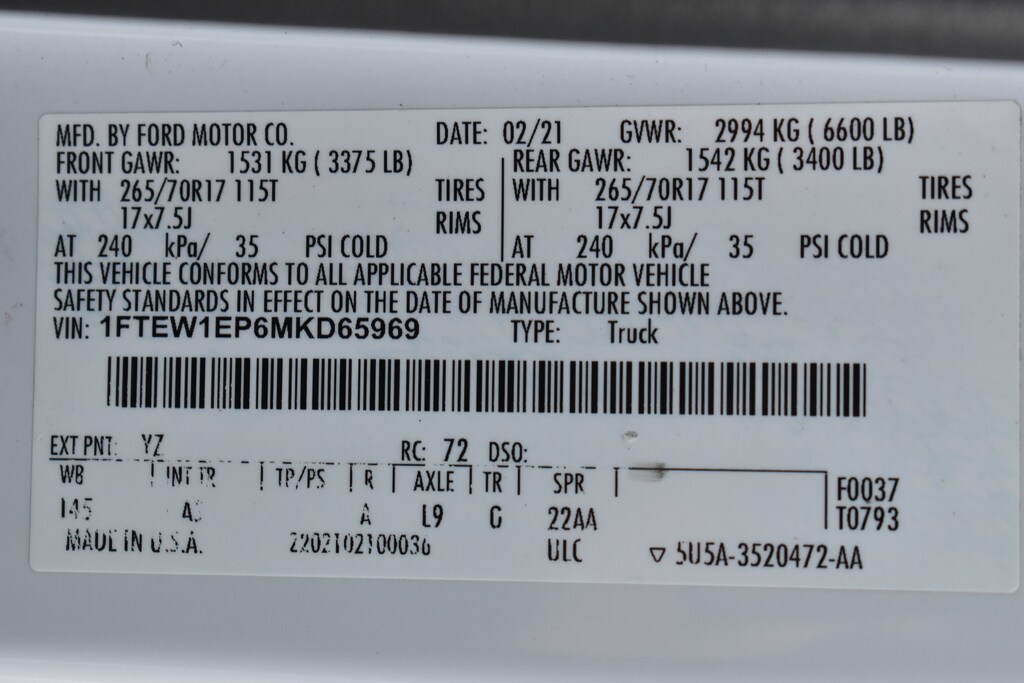 MFD. BY FORD MOTOR CO. DATE: 02/21 GVWR: 2994 KG ( 6600 LB)
FRONT GAWR: 1531 KG ( 3375 LB) REAR GAWR: 1542 KG ( 3400 LB)
WITH 265/70R17 115T TIRES WITH 265/70R17 115T TIRES
17x7.5J RIMS 17x7.5J RIMS
AT 240 kPa/ 35 PSI COLD AT 240 kPa/ 35 PSI COLD
THIS VEHICLE CONFORMS TO ALL APPLICABLE FEDERAL MOTOR VEHICLE
SAFETY STANDARDS IN EFFECT ON THE DATE OF MANUFACTURE SHOWN ABOVE.
VIN: 1FTEW1EP6MKD65969 TYPE: Truck
EXT PNT: YZ RC: 72 DSO:
WB INT TR TP/PS R AXLE TR SPR F0037
145 A L9 G 22AA T0793
MADE IN U.S.A. 2202102100036 ULC ▽ 5U5A-3520472-AA